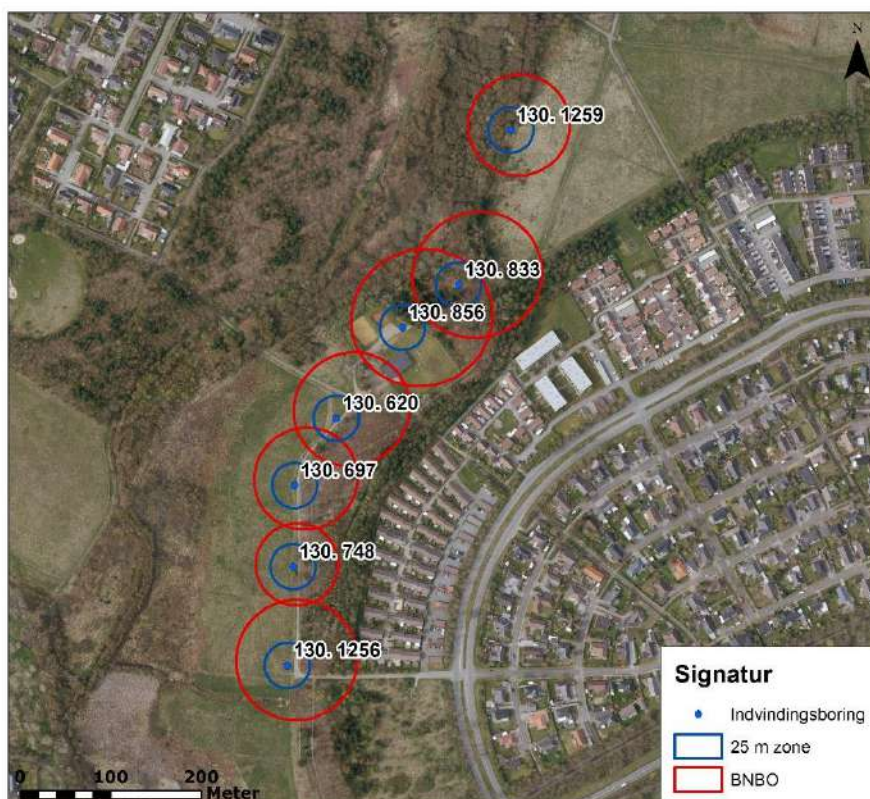 N
130. 1259
130. 833
130. 856
130. 620
130. 697
130. 748
130. 1256
Signatur
Indvindingsboring
25 m zone
BNBO
0 100 200
Meter